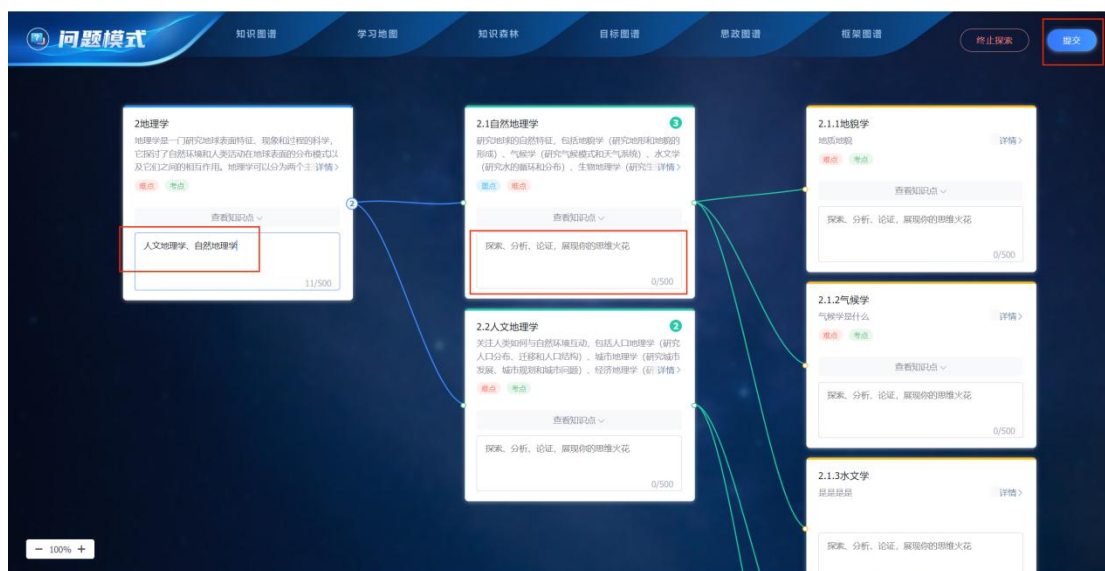 问题模式
知识图谱
学习地图
知识森林
目标图谱
思政图谱
框架图谱
终止探索
提交
2地理学
地理学是一门研究地球表面特征、现象和过程的科学，
它探讨了自然环境和人类活动在地球表面的分布模式以
及它们之间的相互作用。地理学可以分为两个主 详情>
难点 考点
查看知识点
人文地理学、自然地理学
11/500
2
2.1自然地理学
3
研究地球的自然特征，包括地貌学（研究地形和地貌的
形成）、气候学（研究气候模式和天气系统）、水文学
（研究水的循环和分布）、生物地理学（研究生 详情>
重点 难点
查看知识点
探索、分析、论证，展现你的思维火花
0/500
2.2人文地理学
2
关注人类如何与自然环境互动，包括人口地理学（研究
人口分布、迁移和人口结构）、城市地理学（研究城市
发展、城市规划和城市问题）、经济地理学（研 详情>
难点 考点
查看知识点
探索、分析、论证，展现你的思维火花
0/500
2.1.1地貌学
地质地貌 详情>
难点 考点
查看知识点
探索、分析、论证，展现你的思维火花
0/500
2.1.2气候学
气候学是什么 详情>
难点 考点
查看知识点
探索、分析、论证，展现你的思维火花
0/500
2.1.3水文学
是是是是 详情>
探索、分析、论证，展现你的思维火花
− 100% +